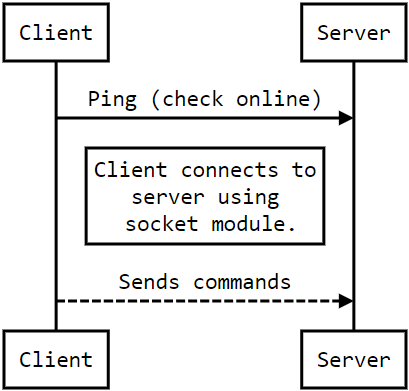 Client Server
Ping (check online)
Client connects to
server using
socket module.
Sends commands
Client Server